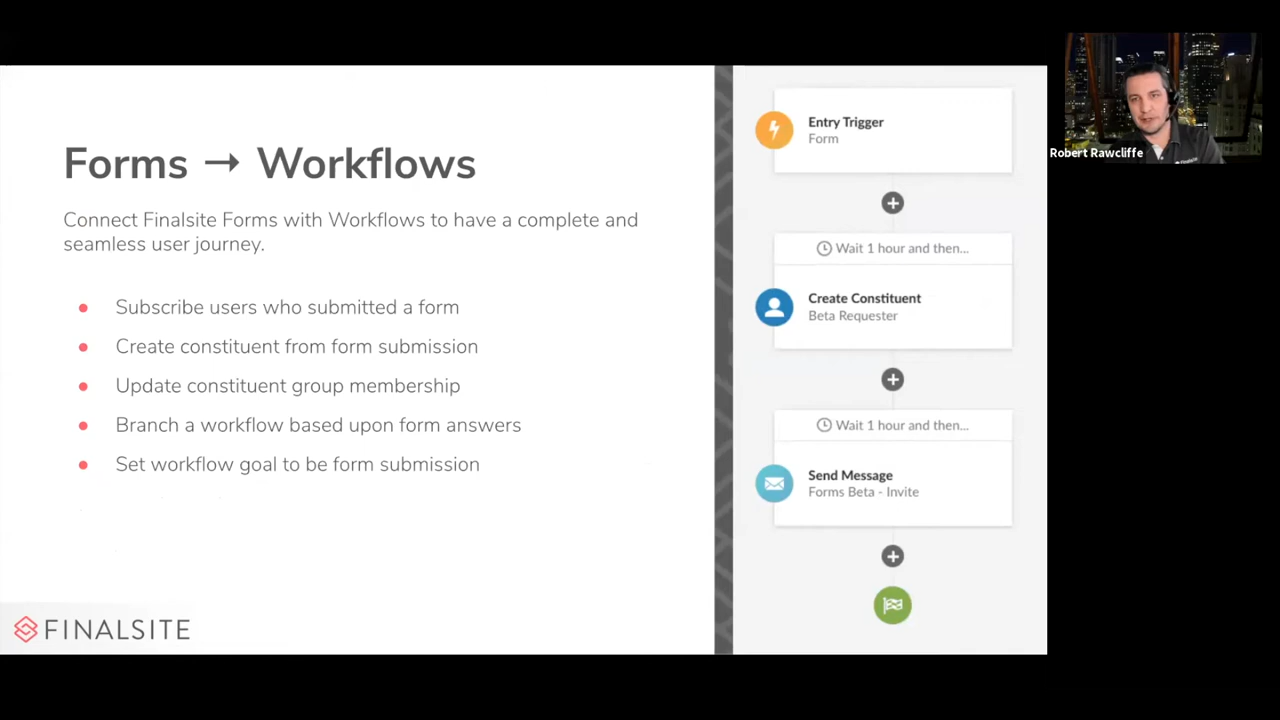 Forms → Workflows
Connect Finalsite Forms with Workflows to have a complete and
seamless user journey.
● Subscribe users who submitted a form
● Create constituent from form submission
● Update constituent group membership
● Branch a workflow based upon form answers
● Set workflow goal to be form submission
FINALSITE
Entry Trigger
Form
Wait 1 hour and then...
Create Constituent
Beta Requester
Wait 1 hour and then...
Send Message
Forms Beta - Invite
Robert Rawcliffe